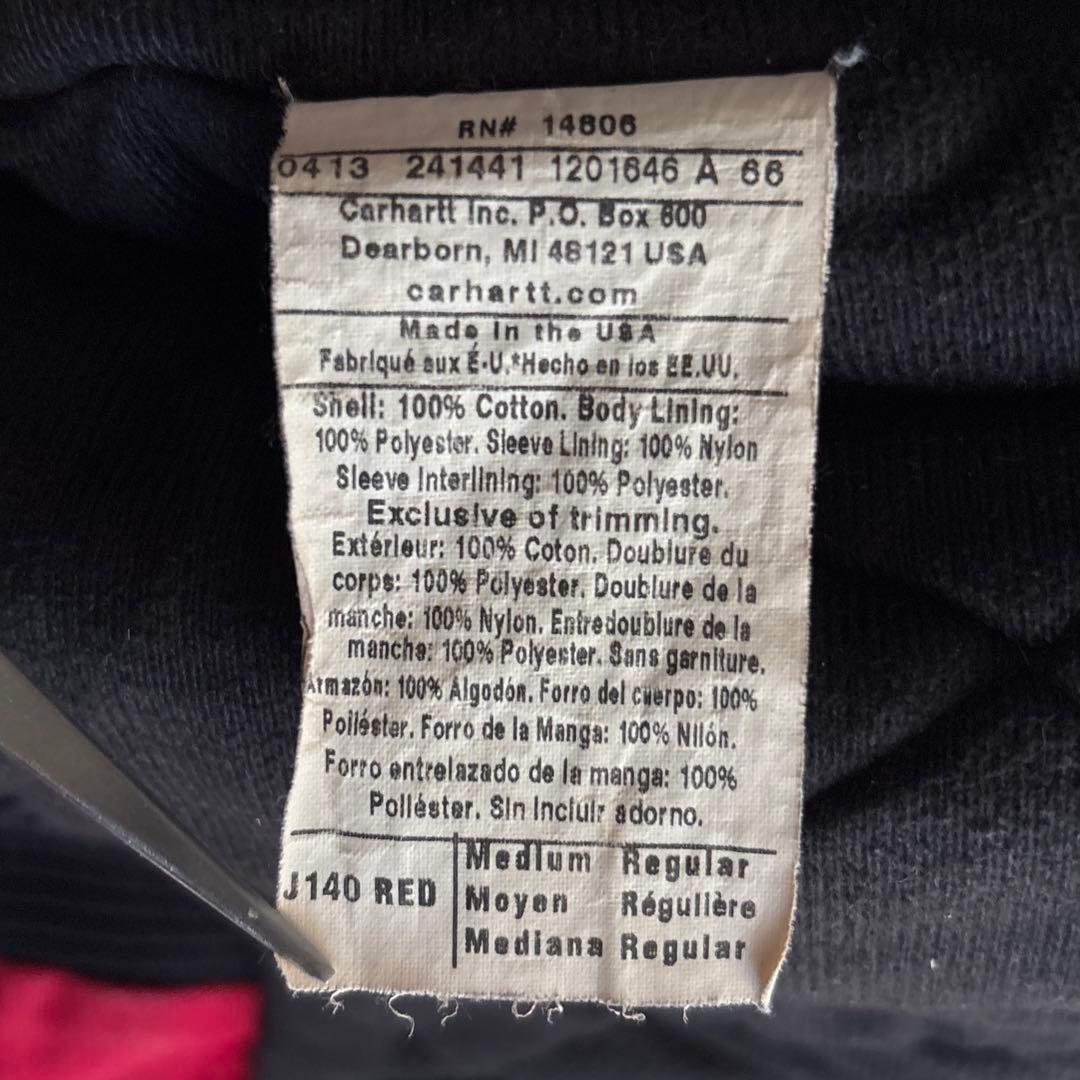 RN# 14806
0413 241441 1201646 A 66
Carhartt Inc. P.O. Box 600
Dearborn, MI 48121 USA
carhartt.com
Made in the USA
Fabriqué aux É-U.*Hecho en los EE.UU.
Shell: 100% Cotton. Body Lining:
100% Polyester. Sleeve Lining: 100% Nylon
Sleeve Interlining: 100% Polyester.
Exclusive of trimming.
Extérieur: 100% Coton. Doublure du
corps: 100% Polyester. Doublure de la
manche: 100% Nylon. Entredoublure de la
manche: 100% Polyester. Sans garniture.
Armazón: 100% Algodón. Forro del cuerpo: 100%
Poliéster. Forro de la Manga: 100% Nilón.
Forro entrelazado de la manga: 100%
Poliéster. Sin Incluir adorno.
J140 RED
Medium Regular
Moyen Régulière
Mediana Regular